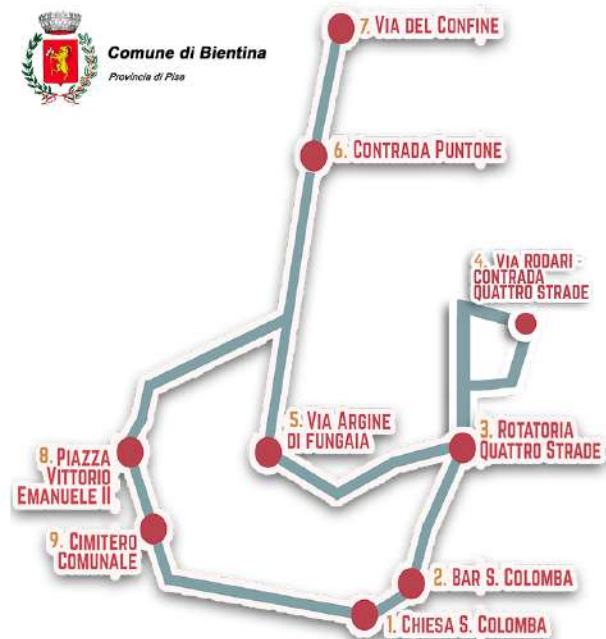 Comune di Bientina
Provincia di Pisa
7. VIA DEL CONFINE
6. CONTRADA PUNTONE
4. VIA RODARI -
CONTRADA
QUATTRO STRADE
5. VIA ARGINE
DI FUNGAIA
3. ROTATORIA
QUATTRO STRADE
8. PIAZZA
VITTORIO
EMANUELE II
9. CIMITERO
COMUNALE
2. BAR S. COLOMBA
1. CHIESA S. COLOMBA